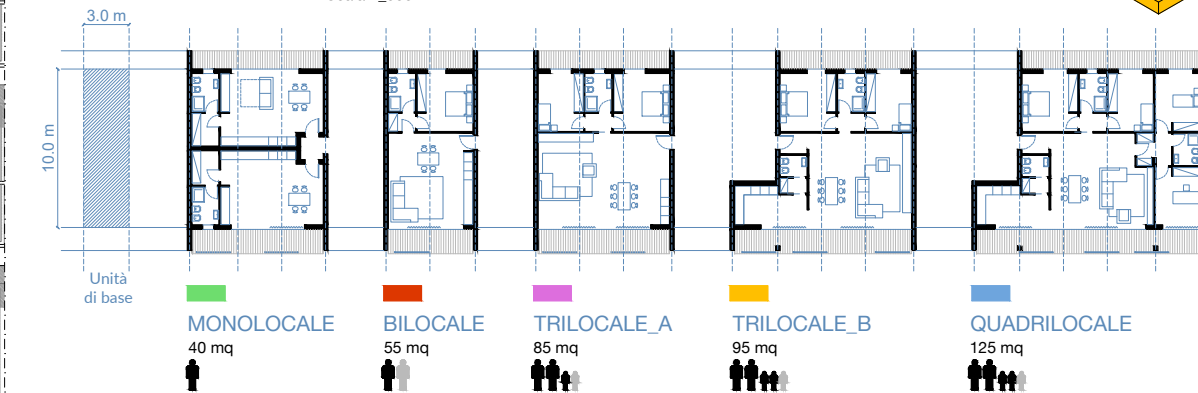 3.0 m
10.0 m
Unità
di base
MONOLOCALE
40 mq
BILOCALE
55 mq
TRILOCALE_A
85 mq
TRILOCALE_B
95 mq
QUADRILOCALE
125 mq